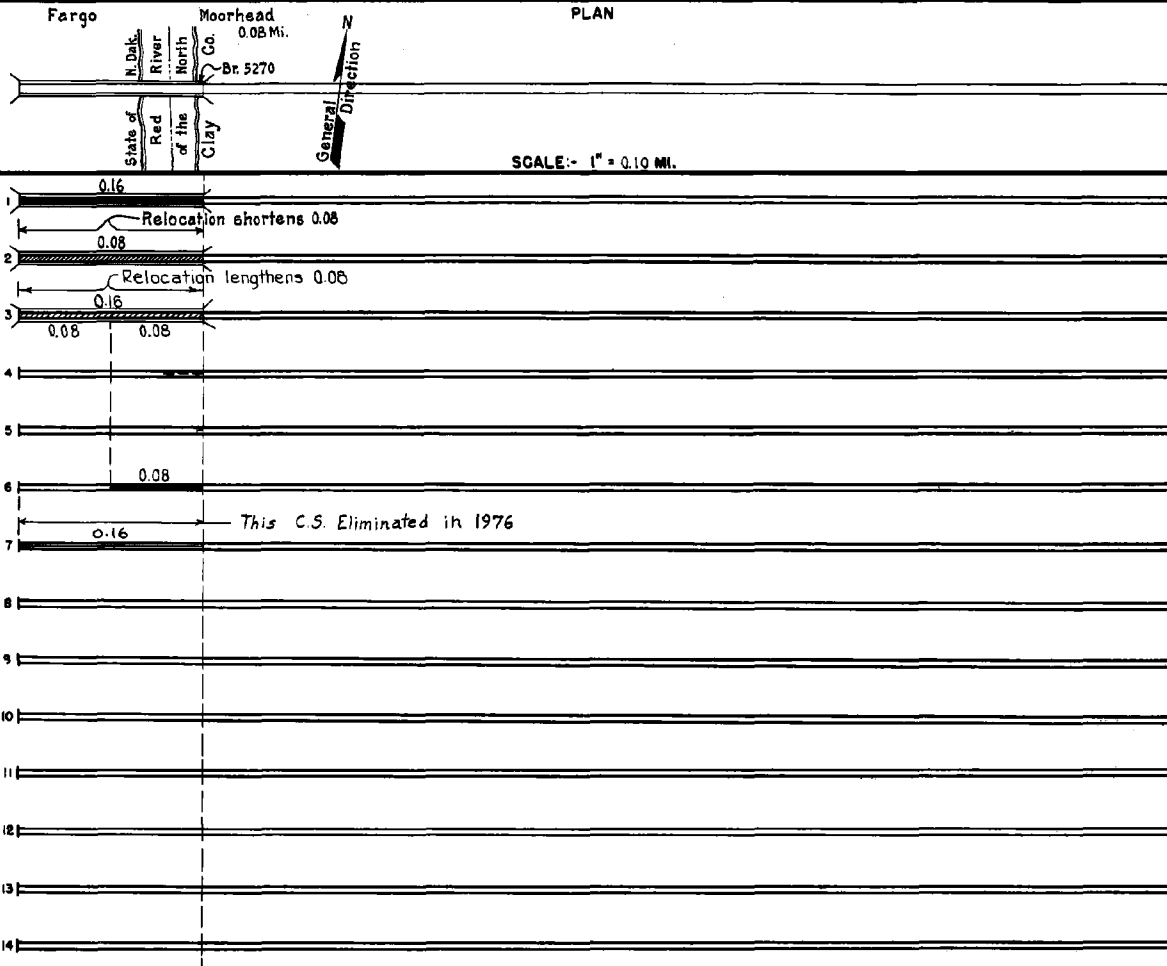 Fargo
Moorhead
PLAN
0.08 Mi.
N. Dak.
River
North
Co.
N
Br. 5270
General Direction
State of
Red
of the
Clay
SCALE:- 1" = 0.10 MI.
0.16
1
Relocation shortens 0.08
0.08
2
Relocation lengthens 0.08
0.16
3
0.08 0.08
4
5
0.08
6
This C.S. Eliminated in 1976
0.16
7
8
9
10
11
12
13
14